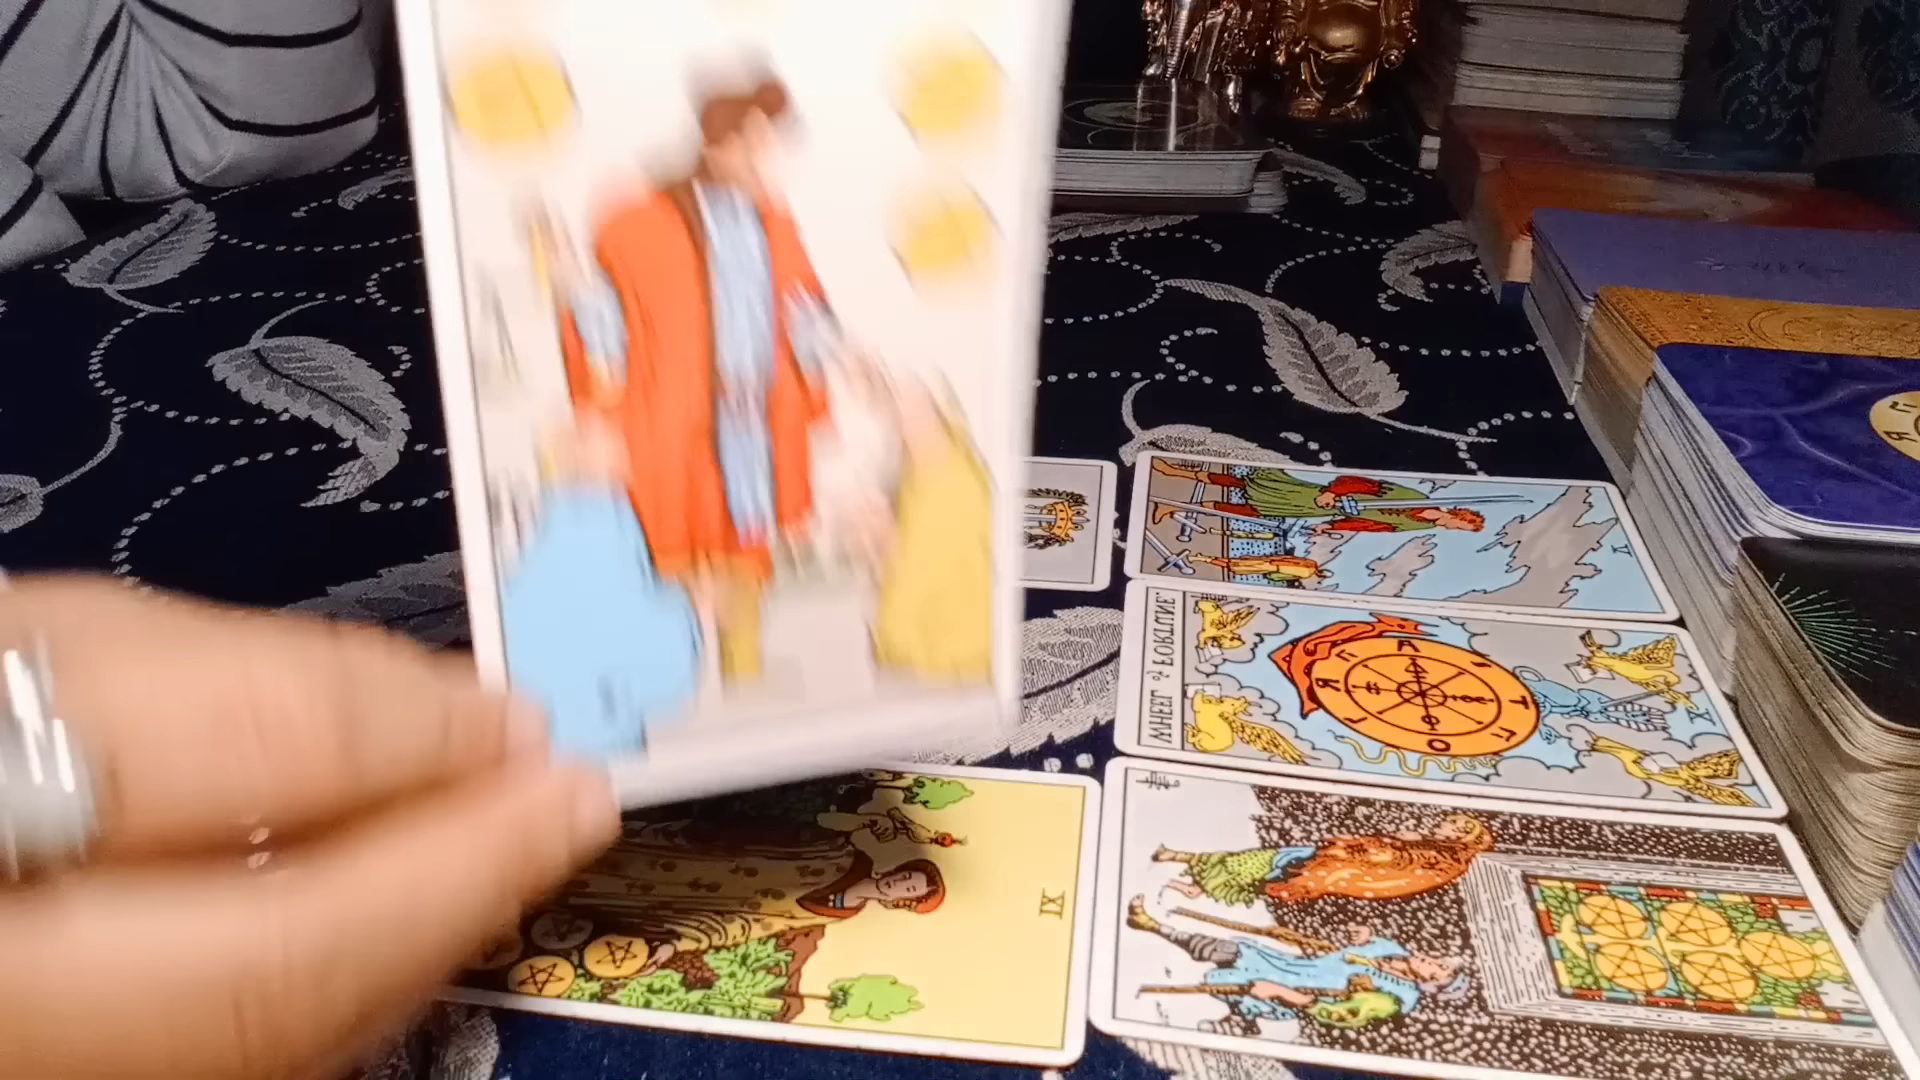 V
WHEEL of FORTUNE.
X
T
A
R
O
IX